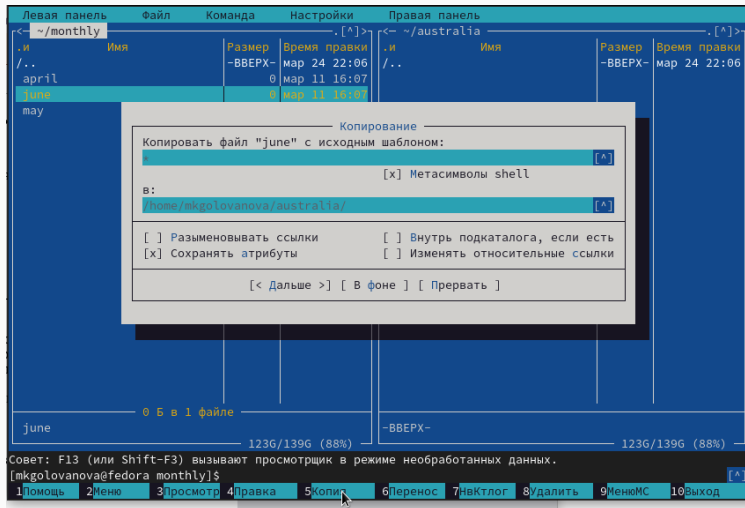 Левая панель Файл Команда Настройки Правая панель
<─ ~/monthly .[^]>
<─ ~/australia .[^]>
.и Имя Размер Время правки
.и Имя Размер Время правки
/.. -ВВЕРХ- мар 24 22:06
/.. -ВВЕРХ- мар 24 22:06
april 0 мар 11 16:07
june 0 мар 11 16:07
may
Копирование
Копировать файл "june" с исходным шаблоном:
* [^]
[x] Метасимволы shell
в:
/home/mkgolovanova/australia/ [^]
[ ] Разыменовывать ссылки [ ] Внутрь подкаталога, если есть
[x] Сохранять атрибуты [ ] Изменять относительные ссылки
[< Дальше >] [ В фоне ] [ Прервать ]
0 Б в 1 файле
june
-ВВЕРХ-
123G/139G (88%)
123G/139G (88%)
Совет: F13 (или Shift-F3) вызывают просмотрщик в режиме необработанных данных.
[mkgolovanova@fedora monthly]$ [^]
1Помощь 2Меню 3Просмотр 4Правка 5Копия 6Перенос 7НвКтлог 8Удалить 9МенюМС 10Выход